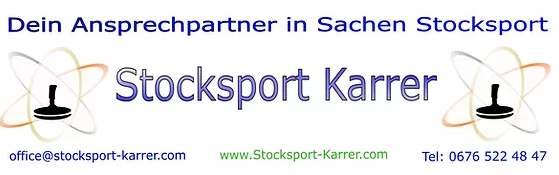 Dein Ansprechpartner in Sachen Stocksport
Stocksport Karrer
office@stocksport-karrer.com www.Stocksport-Karrer.com Tel: 0676 522 48 47